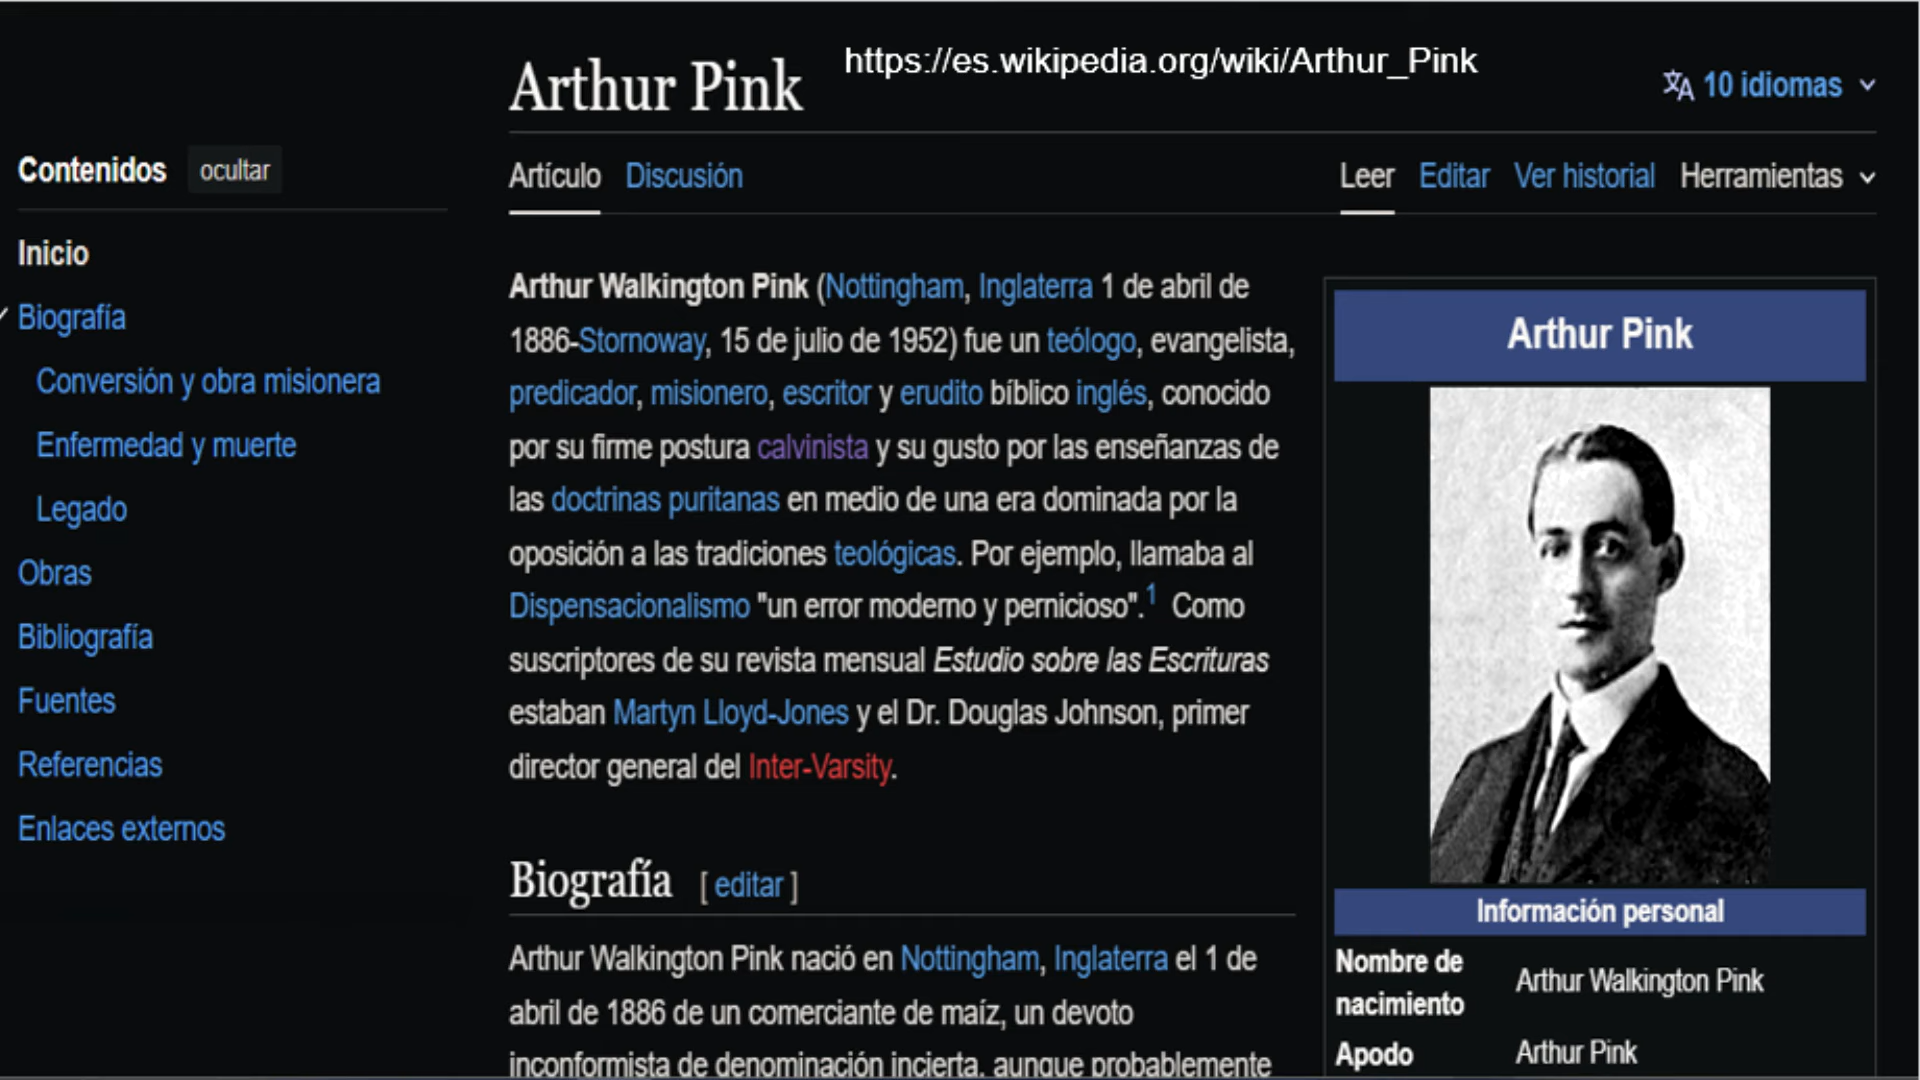 Arthur Pink
https://es.wikipedia.org/wiki/Arthur_Pink
10 idiomas
Contenidos
ocultar
Inicio
Biografía
Conversión y obra misionera
Enfermedad y muerte
Legado
Obras
Bibliografía
Fuentes
Referencias
Enlaces externos
Artículo Discusión
Leer Editar Ver historial Herramientas
Arthur Walkington Pink (Nottingham, Inglaterra 1 de abril de
1886-Stornoway, 15 de julio de 1952) fue un teólogo, evangelista,
predicador, misionero, escritor y erudito bíblico inglés, conocido
por su firme postura calvinista y su gusto por las enseñanzas de
las doctrinas puritanas en medio de una era dominada por la
oposición a las tradiciones teológicas. Por ejemplo, llamaba al
Dispensacionalismo "un error moderno y pernicioso".1 Como
suscriptores de su revista mensual Estudio sobre las Escrituras
estaban Martyn Lloyd-Jones y el Dr. Douglas Johnson, primer
director general del Inter-Varsity.
Biografía [ editar ]
Arthur Walkington Pink nació en Nottingham, Inglaterra el 1 de
abril de 1886 de un comerciante de maíz, un devoto
inconformista de denominación incierta, aunque probablemente
Arthur Pink
Información personal
Nombre de
nacimiento
Arthur Walkington Pink
Apodo Arthur Pink